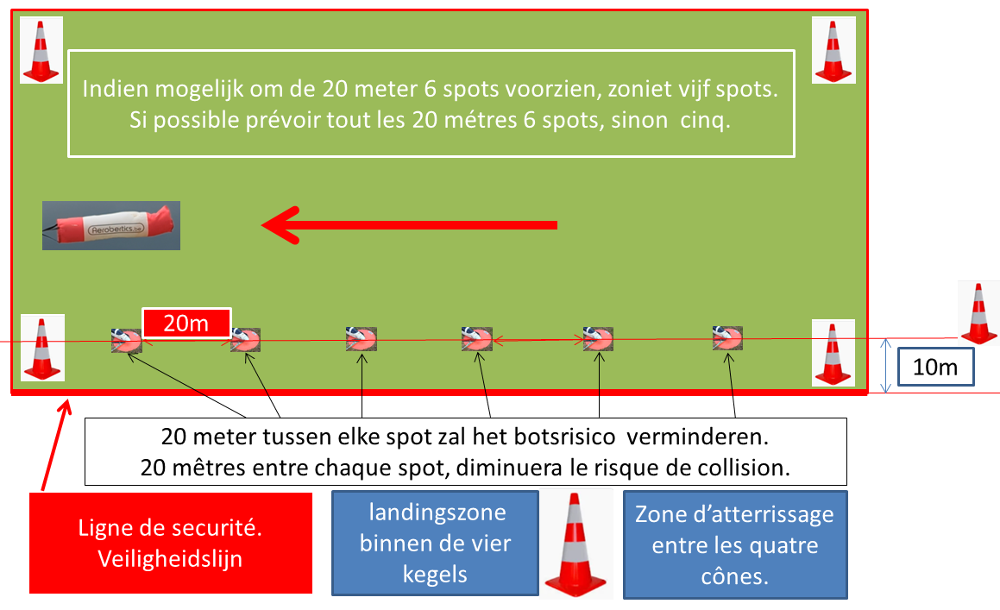 Indien mogelijk om de 20 meter 6 spots voorzien, zoniet vijf spots.
Si possible prévoir tout les 20 métres 6 spots, sinon cinq.
Aerobertics.be
20m
10m
20 meter tussen elke spot zal het botsrisico verminderen.
20 mêtres entre chaque spot, diminuera le risque de collision.
Ligne de securité.
Veiligheidslijn
landingszone
binnen de vier
kegels
Zone d’atterrissage
entre les quatre
cônes.